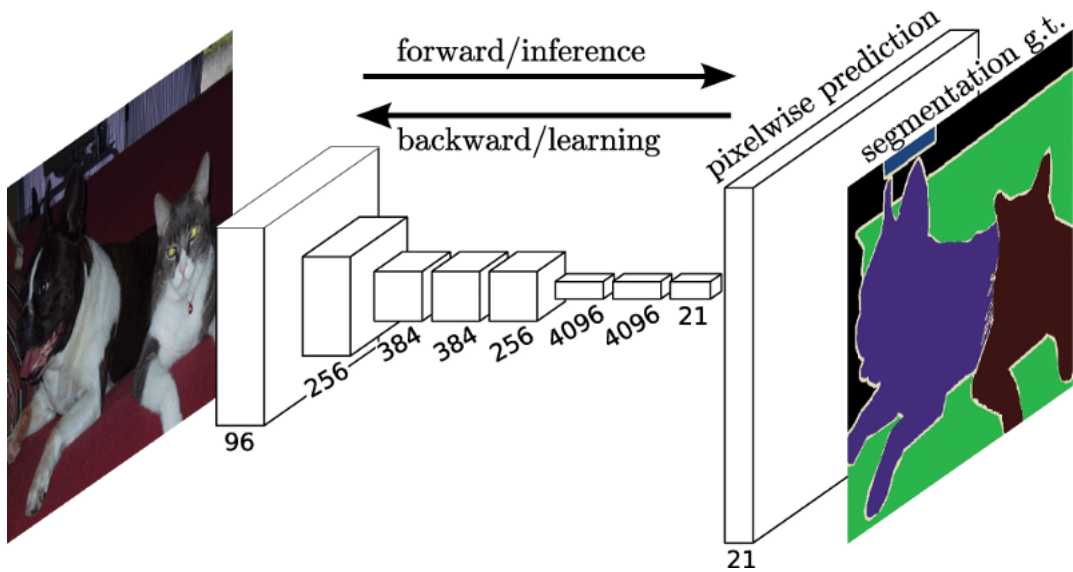 forward/inference
backward/learning
pixelwise prediction
segmentation g.t.
96
256
384
384
256
4096
4096
21
21